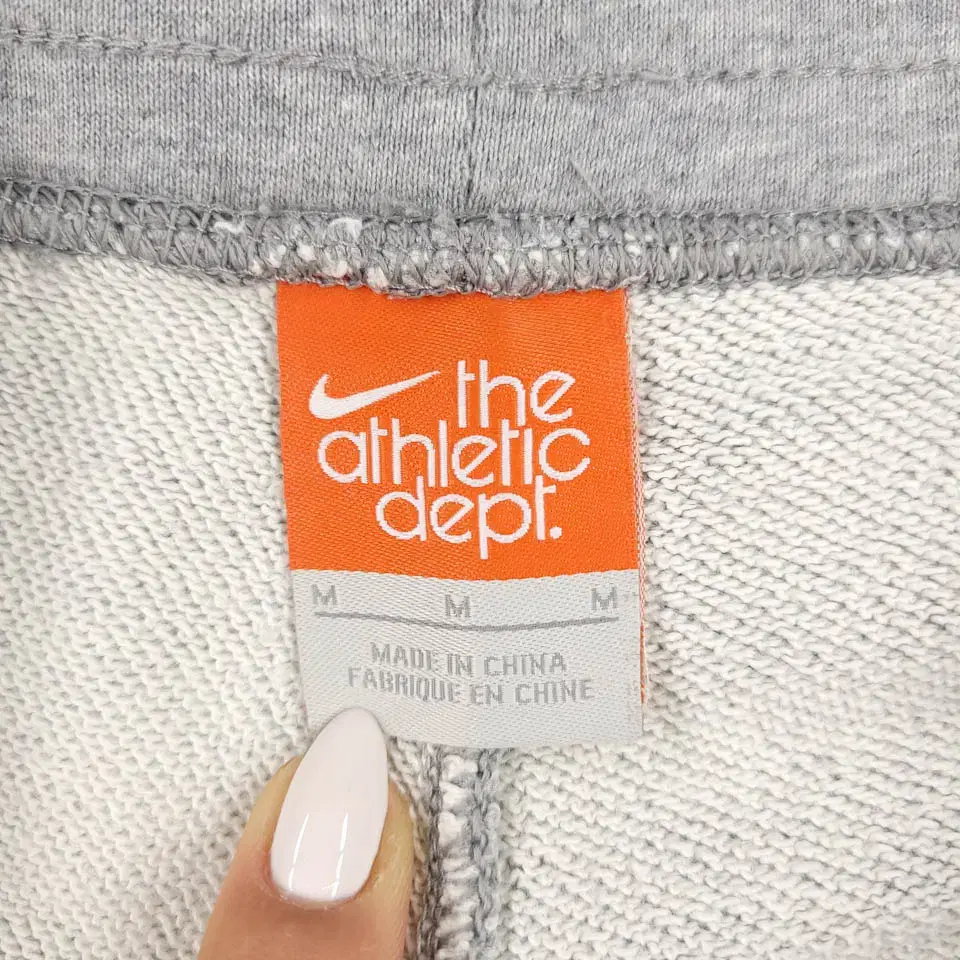 the
athletic
dept.
M M M
MADE IN CHINA
FABRIQUE EN CHINE